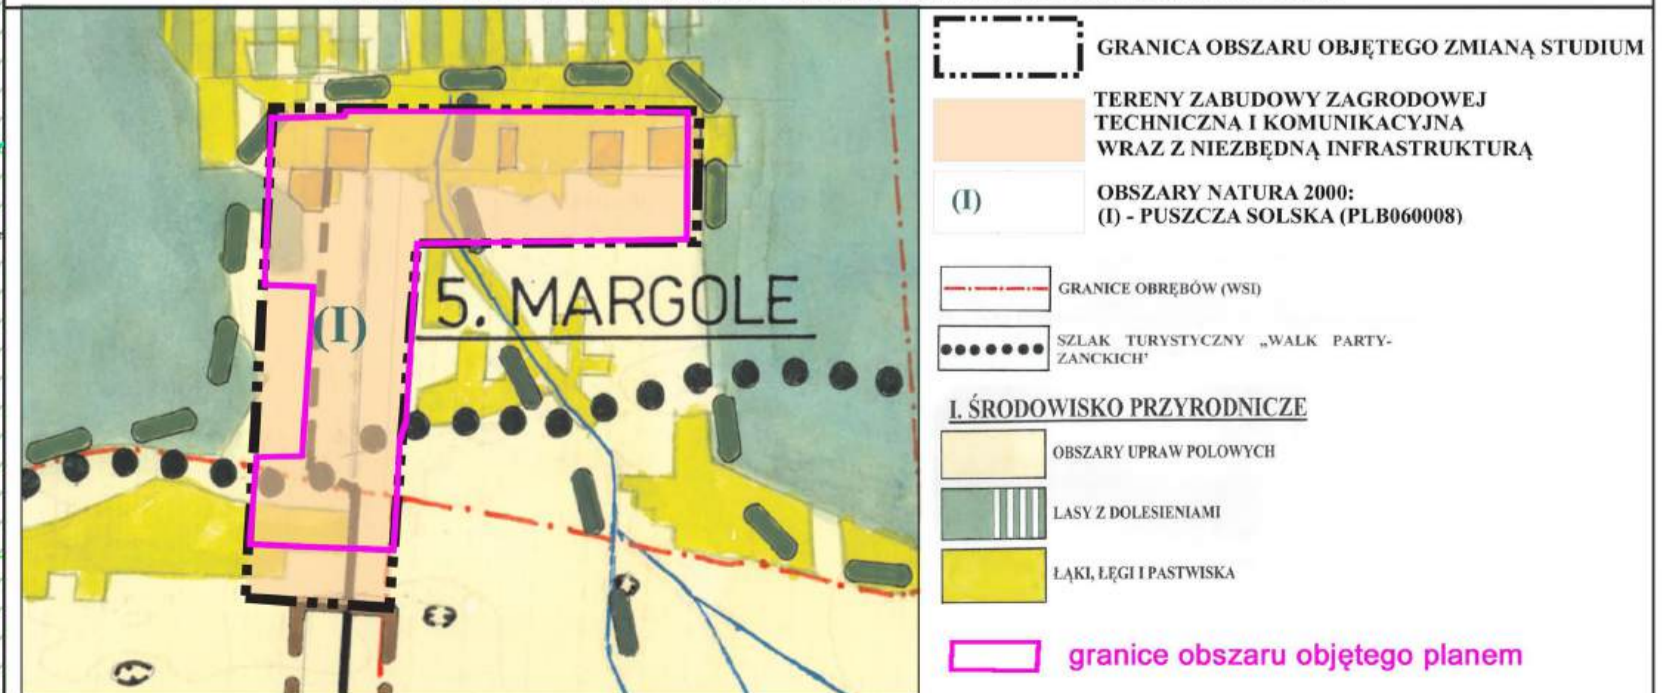 (I)
5. MARGOLE
GRANICA OBSZARU OBJĘTEGO ZMIANĄ STUDIUM
TERENY ZABUDOWY ZAGRODOWEJ
TECHNICZNĄ I KOMUNIKACYJNĄ
WRAZ Z NIEZBĘDNĄ INFRASTRUKTURĄ
(I)
OBSZARY NATURA 2000:
(I) - PUSZCZA SOLSKA (PLB060008)
GRANICE OBRĘBÓW (WSI)
SZLAK TURYSTYCZNY „WALK PARTY-
ZANCKICH'
I. ŚRODOWISKO PRZYRODNICZE
OBSZARY UPRAW POLOWYCH
LASY Z DOLESIENIAMI
ŁĄKI, ŁĘGI I PASTWISKA
granice obszaru objętego planem